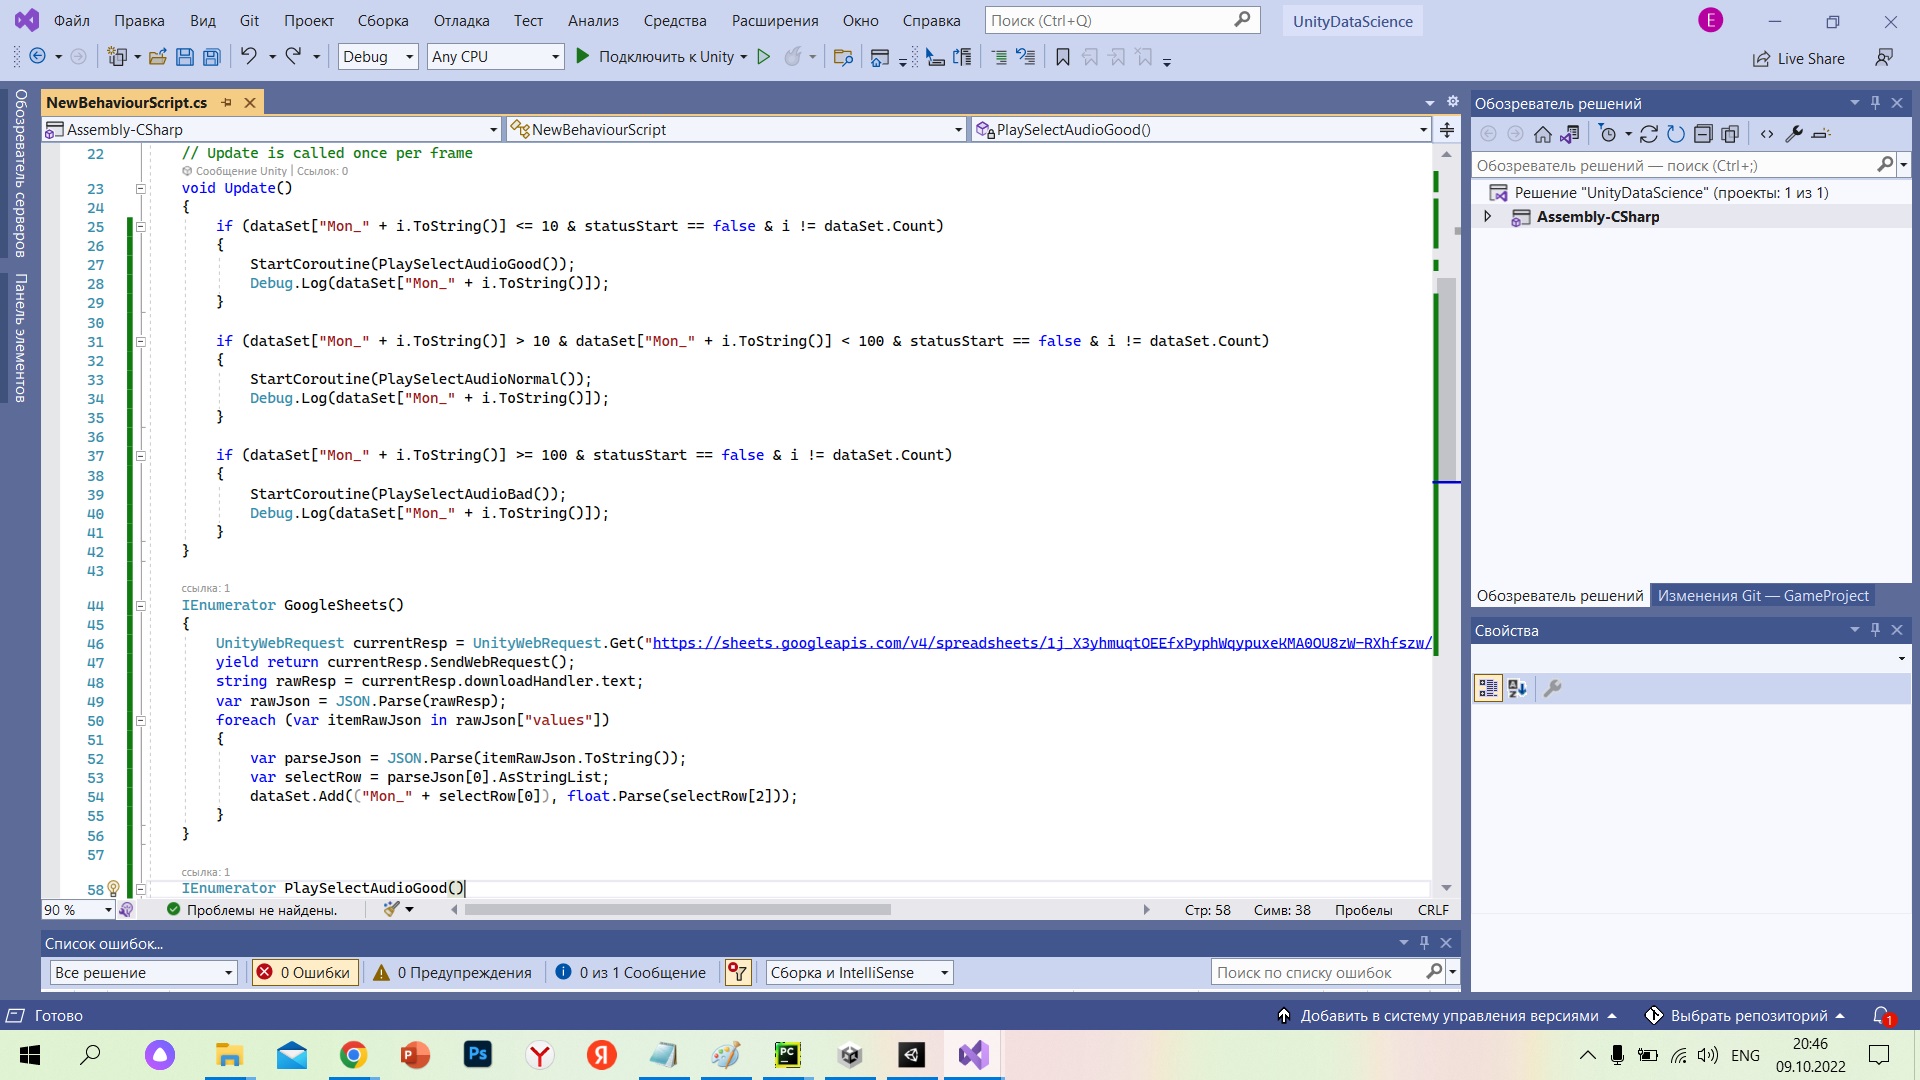 Файл Правка Вид Git Проект Сборка Отладка Тест Анализ Средства Расширения Окно Справка Поиск (Ctrl+Q) UnityDataScience E
Debug Any CPU Подключить к Unity Live Share
Обозреватель серверов
Панель элементов
NewBehaviourScript.cs
Assembly-CSharp NewBehaviourScript PlaySelectAudioGood()
22 // Update is called once per frame
Сообщение Unity | Ссылок: 0
23 void Update()
24 {
25 if (dataSet["Mon_" + i.ToString()] <= 10 & statusStart == false & i != dataSet.Count)
26 {
27 StartCoroutine(PlaySelectAudioGood());
28 Debug.Log(dataSet["Mon_" + i.ToString()]);
29 }
30
31 if (dataSet["Mon_" + i.ToString()] > 10 & dataSet["Mon_" + i.ToString()] < 100 & statusStart == false & i != dataSet.Count)
32 {
33 StartCoroutine(PlaySelectAudioNormal());
34 Debug.Log(dataSet["Mon_" + i.ToString()]);
35 }
36
37 if (dataSet["Mon_" + i.ToString()] >= 100 & statusStart == false & i != dataSet.Count)
38 {
39 StartCoroutine(PlaySelectAudioBad());
40 Debug.Log(dataSet["Mon_" + i.ToString()]);
41 }
42 }
43
ссылка: 1
44 IEnumerator GoogleSheets()
45 {
46 UnityWebRequest currentResp = UnityWebRequest.Get("https://sheets.googleapis.com/v4/spreadsheets/1j_X3yhmuqtOEEfxPyphWqypuxeKMA0OU8zW-RXhfszw/
47 yield return currentResp.SendWebRequest();
48 string rawResp = currentResp.downloadHandler.text;
49 var rawJson = JSON.Parse(rawResp);
50 foreach (var itemRawJson in rawJson["values"])
51 {
52 var parseJson = JSON.Parse(itemRawJson.ToString());
53 var selectRow = parseJson[0].AsStringList;
54 dataSet.Add(("Mon_" + selectRow[0]), float.Parse(selectRow[2]));
55 }
56 }
57
ссылка: 1
58 IEnumerator PlaySelectAudioGood()
90 % Проблемы не найдены. Стр: 58 Симв: 38 Пробелы CRLF
Список ошибок...
Все решение 0 Ошибки 0 Предупреждения 0 из 1 Сообщение Сборка и IntelliSense Поиск по списку ошибок
Обозреватель решений
Обозреватель решений — поиск (Ctrl+;)
Решение "UnityDataScience" (проекты: 1 из 1)
Assembly-CSharp
Обозреватель решений Изменения Git — GameProject
Свойства
Готово Добавить в систему управления версиями Выбрать репозиторий 1
P Ps Y Я PC ENG 20:46
09.10.2022